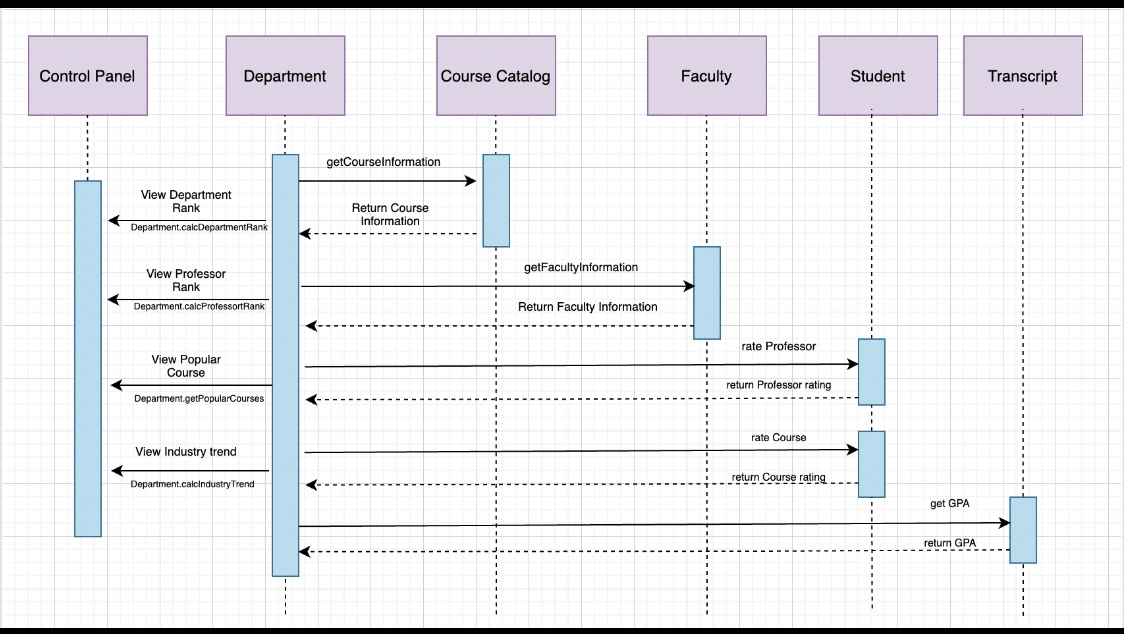 Control Panel
Department
Course Catalog
Faculty
Student
Transcript
getCourseInformation
View Department
Rank
Department.calcDepartmentRank
Return Course
Information
getFacultyInformation
View Professor
Rank
Department.calcProfessortRank
Return Faculty Information
rate Professor
View Popular
Course
Department.getPopularCourses
return Professor rating
rate Course
View Industry trend
Department.calcIndustryTrend
return Course rating
get GPA
return GPA